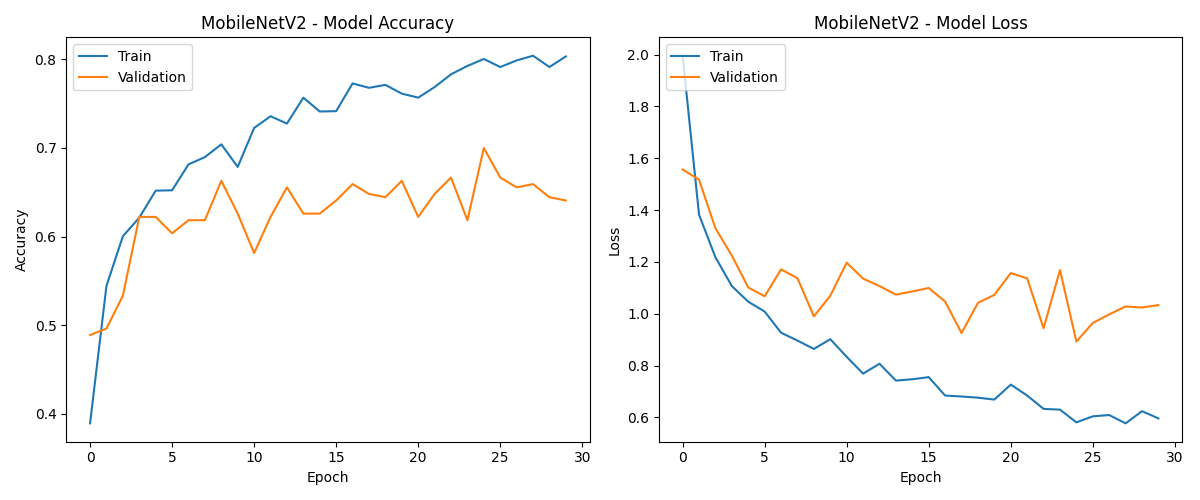 MobileNetV2 - Model Accuracy
Train
Validation
0.8
0.7
0.6
0.5
0.4
Accuracy
0 5 10 15 20 25 30
Epoch
MobileNetV2 - Model Loss
Train
Validation
2.0
1.8
1.6
1.4
1.2
1.0
0.8
0.6
Loss
0 5 10 15 20 25 30
Epoch